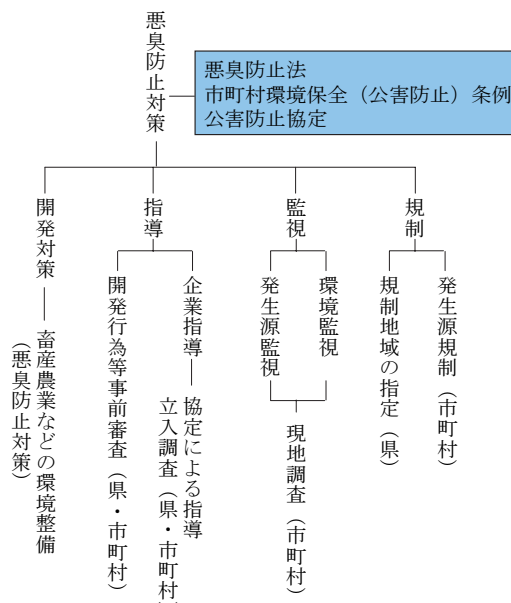 悪臭防止対策
悪臭防止法
市町村環境保全（公害防止）条例
公害防止協定
規制
発生源規制（市町村）
規制地域の指定（県）
監視
環境監視
発生源監視
現地調査（市町村）
指導
企業指導
協定による指導
立入調査（県・市町村）
開発行為等事前審査（県・市町村）
開発対策
畜産農業などの環境整備
（悪臭防止対策）